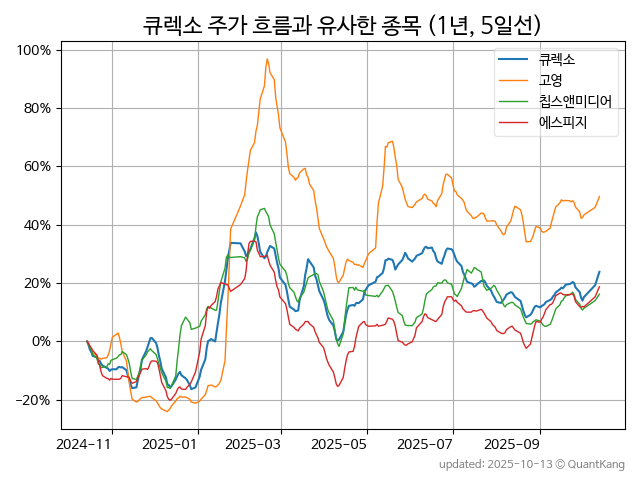 큐렉소 주가 흐름과 유사한 종목 (1년, 5일선)
큐렉소
고영
칩스앤미디어
에스피지
100%
80%
60%
40%
20%
0%
−20%
2024-11
2025-01
2025-03
2025-05
2025-07
2025-09
updated: 2025-10-13 ⓒ QuantKang